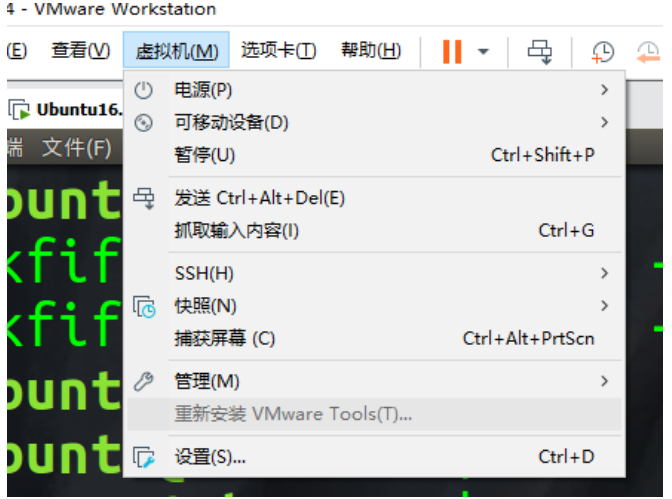 4 - VMware Workstation
(E) 查看(V) 虚拟机(M) 选项卡(T) 帮助(H)
Ubuntu16.
端 文件(F)
电源(P)
可移动设备(D)
暂停(U) Ctrl+Shift+P
发送 Ctrl+Alt+Del(E)
抓取输入内容(I) Ctrl+G
SSH(H)
快照(N)
捕获屏幕 (C) Ctrl+Alt+PrtScn
管理(M)
重新安装 VMware Tools(T)...
设置(S)... Ctrl+D
bunt
kfif
kfif
bunt
bunt